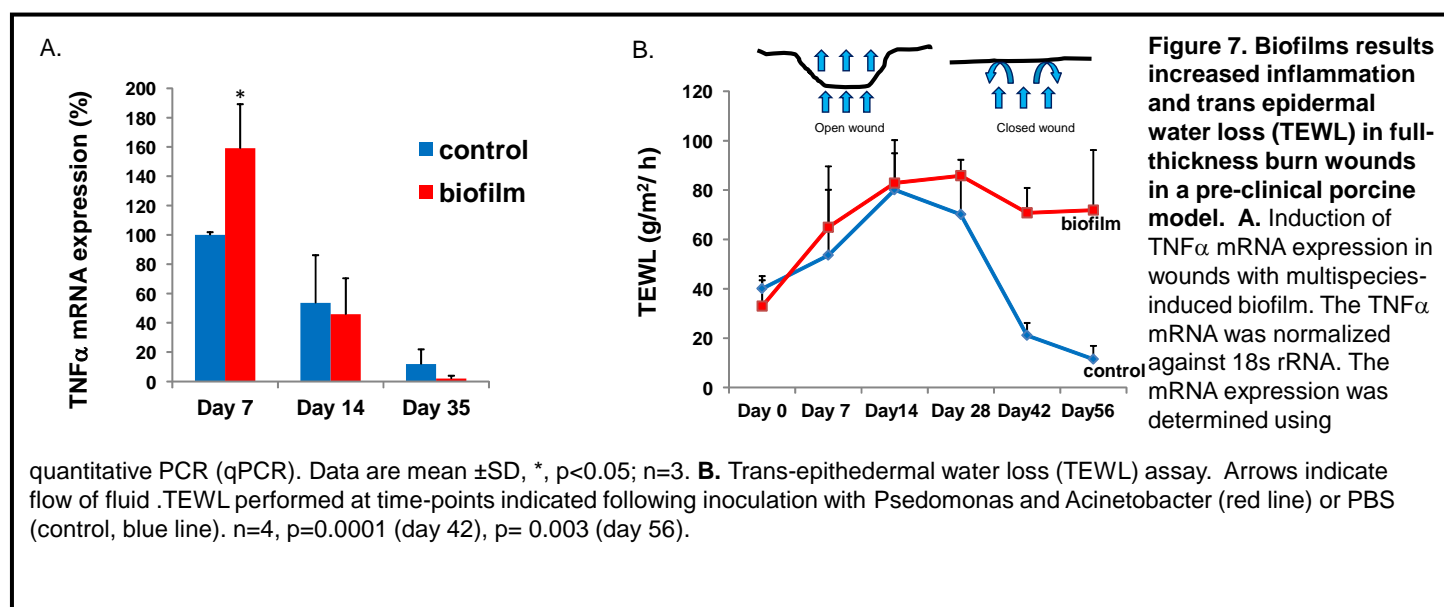 A.
TNFα mRNA expression (%)
200
180
160
140
120
100
80
60
40
20
0
*
control
biofilm
Day 7 Day 14 Day 35
B.
Open wound
Closed wound
TEWL (g/m²/ h)
120
100
80
60
40
20
0
biofilm
control
Day 0 Day 7 Day14 Day 28 Day42 Day56
Figure 7. Biofilms results
increased inflammation
and trans epidermal
water loss (TEWL) in full-
thickness burn wounds
in a pre-clinical porcine
model. A. Induction of
TNFα mRNA expression in
wounds with multispecies-
induced biofilm. The TNFα
mRNA was normalized
against 18s rRNA. The
mRNA expression was
determined using
quantitative PCR (qPCR). Data are mean ±SD, *, p<0.05; n=3. B. Trans-epithedermal water loss (TEWL) assay. Arrows indicate
flow of fluid .TEWL performed at time-points indicated following inoculation with Psedomonas and Acinetobacter (red line) or PBS
(control, blue line). n=4, p=0.0001 (day 42), p= 0.003 (day 56).